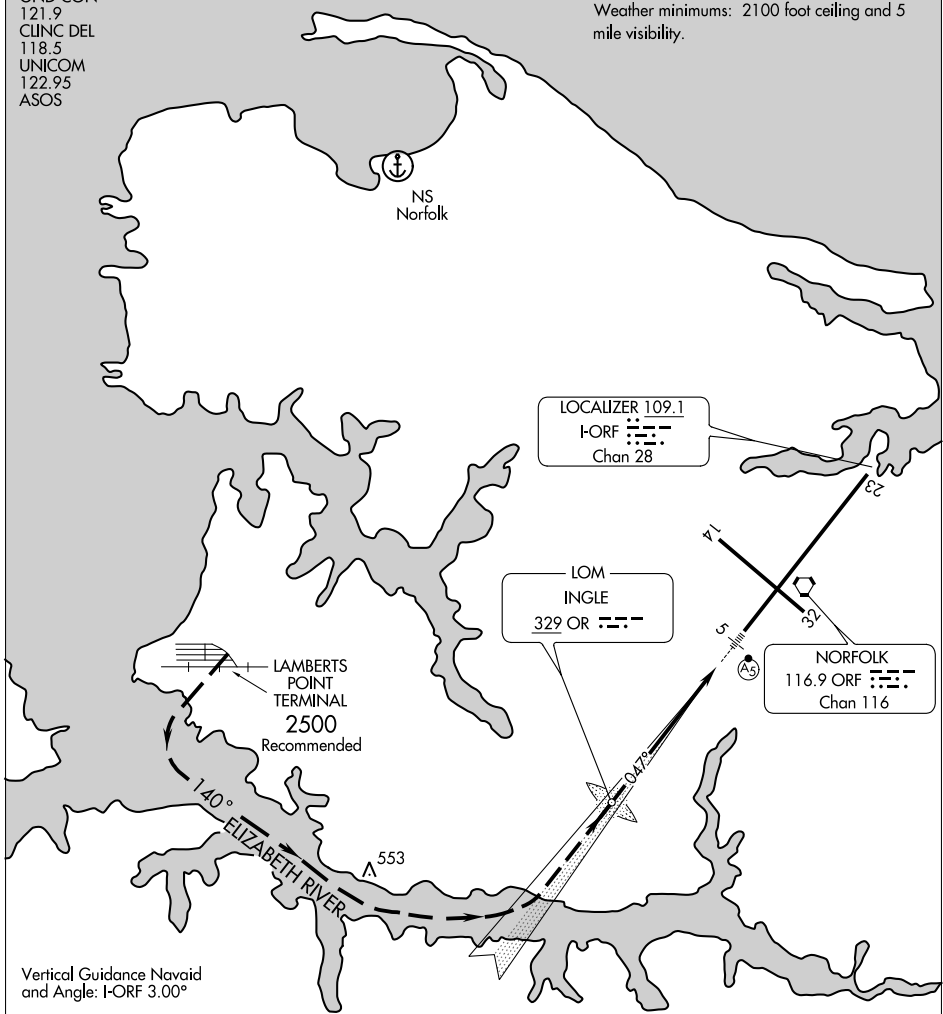 121.9
CLINC DEL
118.5
UNICOM
122.95
ASOS
Weather minimums: 2100 foot ceiling and 5
mile visibility.
NS
Norfolk
LOCALIZER 109.1
I-ORF
Chan 28
23
14
LOM
INGLE
329 OR
32
5
A5
NORFOLK
116.9 ORF
Chan 116
LAMBERTS
POINT
TERMINAL
2500
Recommended
047°
140°
ELIZABETH RIVER
553
Vertical Guidance Navaid
and Angle: I-ORF 3.00°